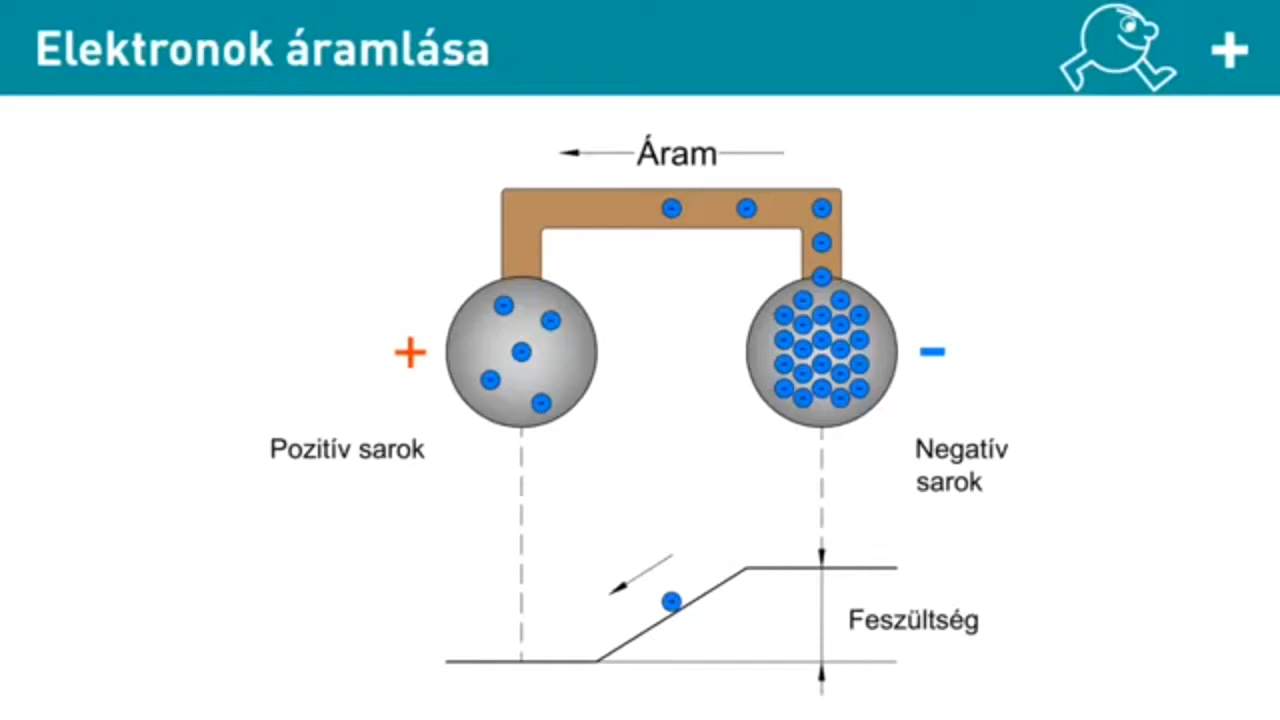 Elektronok áramlása
Áram
Pozitív sarok
Negatív
sarok
Feszültség